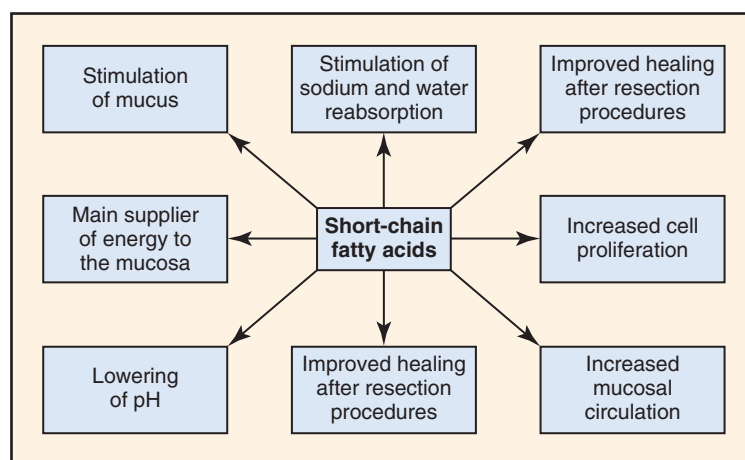 Stimulation
of mucus
Stimulation of
sodium and water
reabsorption
Improved healing
after resection
procedures
Main supplier
of energy to
the mucosa
Short-chain
fatty acids
Increased cell
proliferation
Lowering
of pH
Improved healing
after resection
procedures
Increased
mucosal
circulation